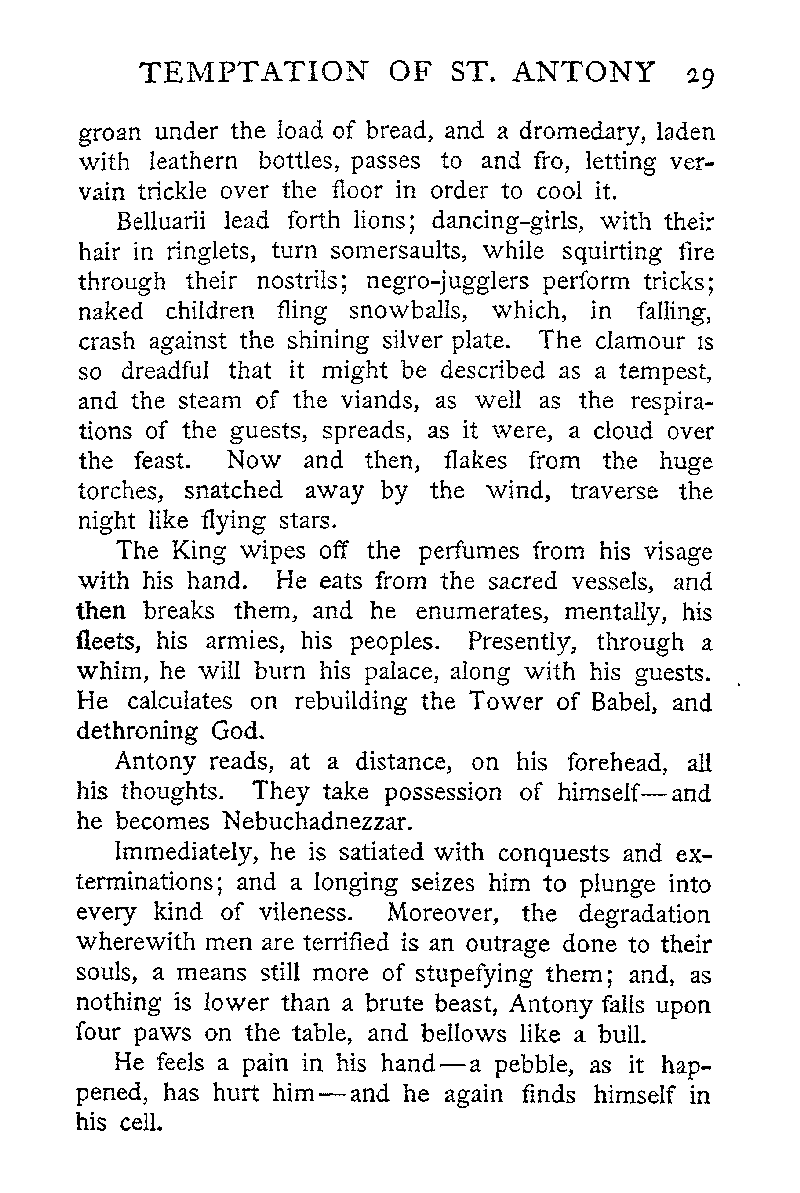 TEMPTATION OF ST. ANTONY 29
groan under the load of bread, and a dromedary, laden
with leathern bottles, passes to and fro, letting ver-
vain trickle over the floor in order to cool it.
Belluarii lead forth lions; dancing-girls, with their
hair in ringlets, turn somersaults, while squirting fire
through their nostrils; negro-jugglers perform tricks;
naked children fling snowballs, which, in falling,
crash against the shining silver plate. The clamour is
so dreadful that it might be described as a tempest,
and the steam of the viands, as well as the respira-
tions of the guests, spreads, as it were, a cloud over
the feast. Now and then, flakes from the huge
torches, snatched away by the wind, traverse the
night like flying stars.
The King wipes off the perfumes from his visage
with his hand. He eats from the sacred vessels, and
then breaks them, and he enumerates, mentally, his
fleets, his armies, his peoples. Presently, through a
whim, he will burn his palace, along with his guests.
He calculates on rebuilding the Tower of Babel, and
dethroning God.
Antony reads, at a distance, on his forehead, all
his thoughts. They take possession of himself—and
he becomes Nebuchadnezzar.
Immediately, he is satiated with conquests and ex-
terminations; and a longing seizes him to plunge into
every kind of vileness. Moreover, the degradation
wherewith men are terrified is an outrage done to their
souls, a means still more of stupefying them; and, as
nothing is lower than a brute beast, Antony falls upon
four paws on the table, and bellows like a bull.
He feels a pain in his hand—a pebble, as it hap-
pened, has hurt him—and he again finds himself in
his cell.